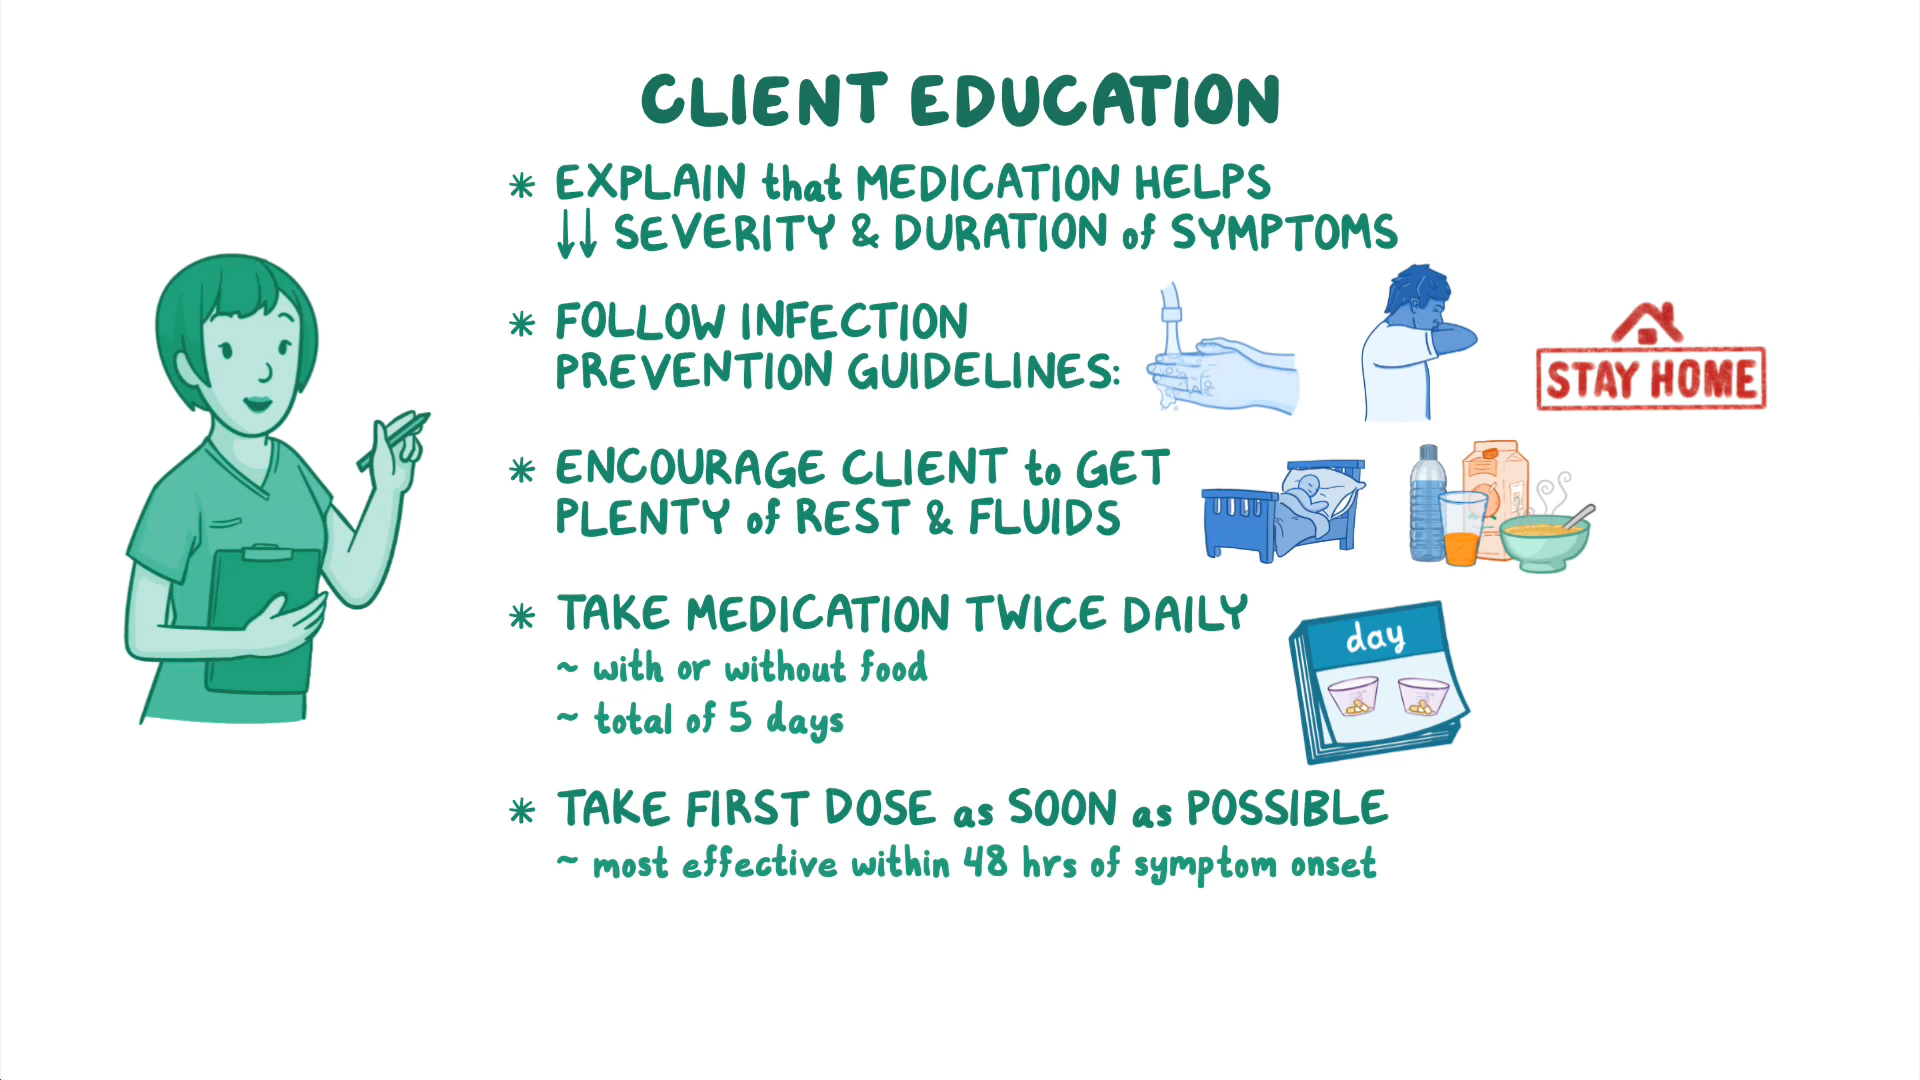 CLIENT EDUCATION
* EXPLAIN that MEDICATION HELPS
↓↓ SEVERITY & DURATION of SYMPTOMS
* FOLLOW INFECTION
PREVENTION GUIDELINES:
STAY HOME
* ENCOURAGE CLIENT to GET
PLENTY of REST & FLUIDS
* TAKE MEDICATION TWICE DAILY
~ with or without food
~ total of 5 days
day
* TAKE FIRST DOSE as SOON as POSSIBLE
~ most effective within 48 hrs of symptom onset